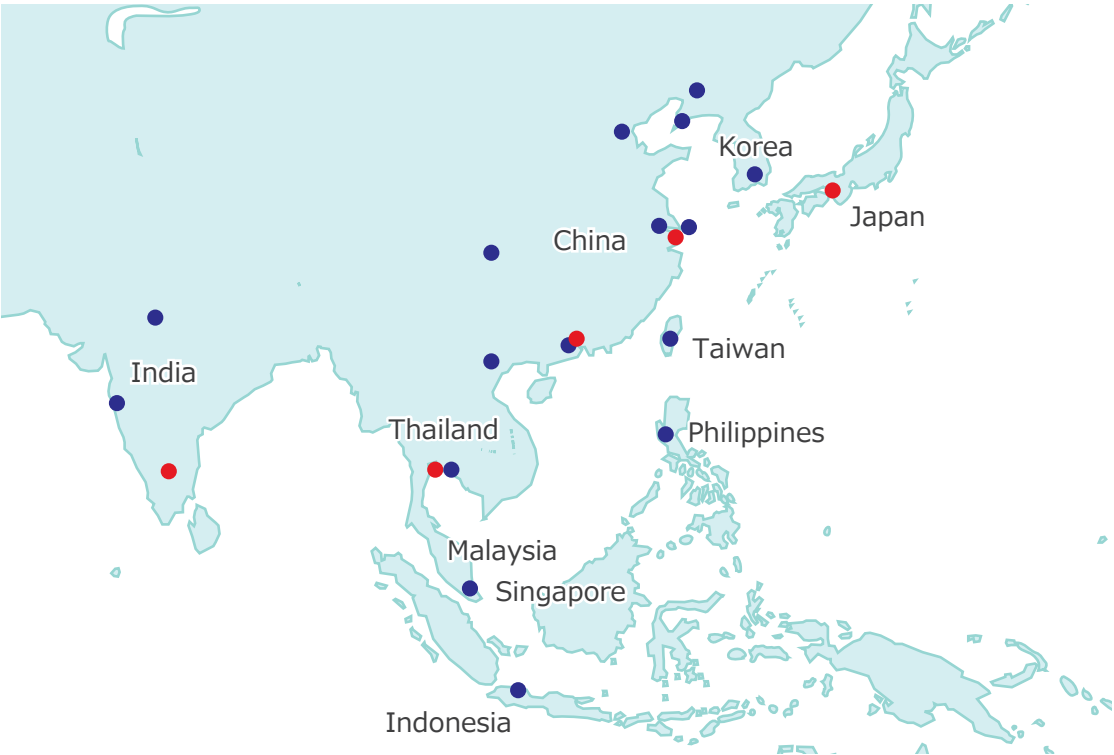 Korea
Japan
China
Taiwan
India
Thailand
Philippines
Malaysia
Singapore
Indonesia